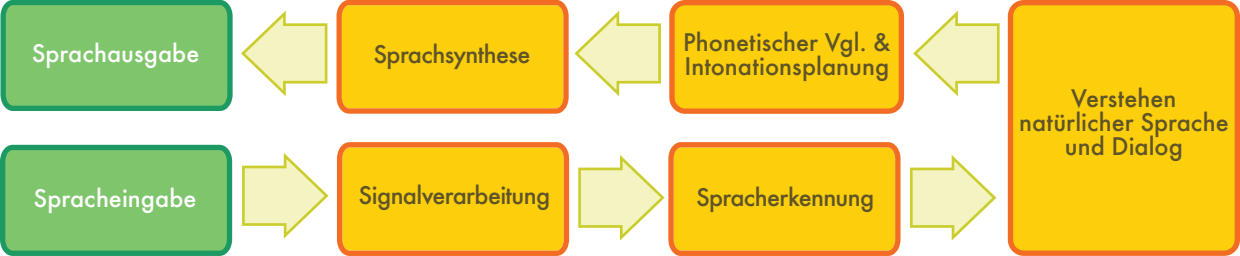 Sprachausgabe
Sprachsynthese
Phonetischer Vgl. &
Intonationsplanung
Verstehen
natürlicher Sprache
und Dialog
Spracheingabe
Signalverarbeitung
Spracherkennung